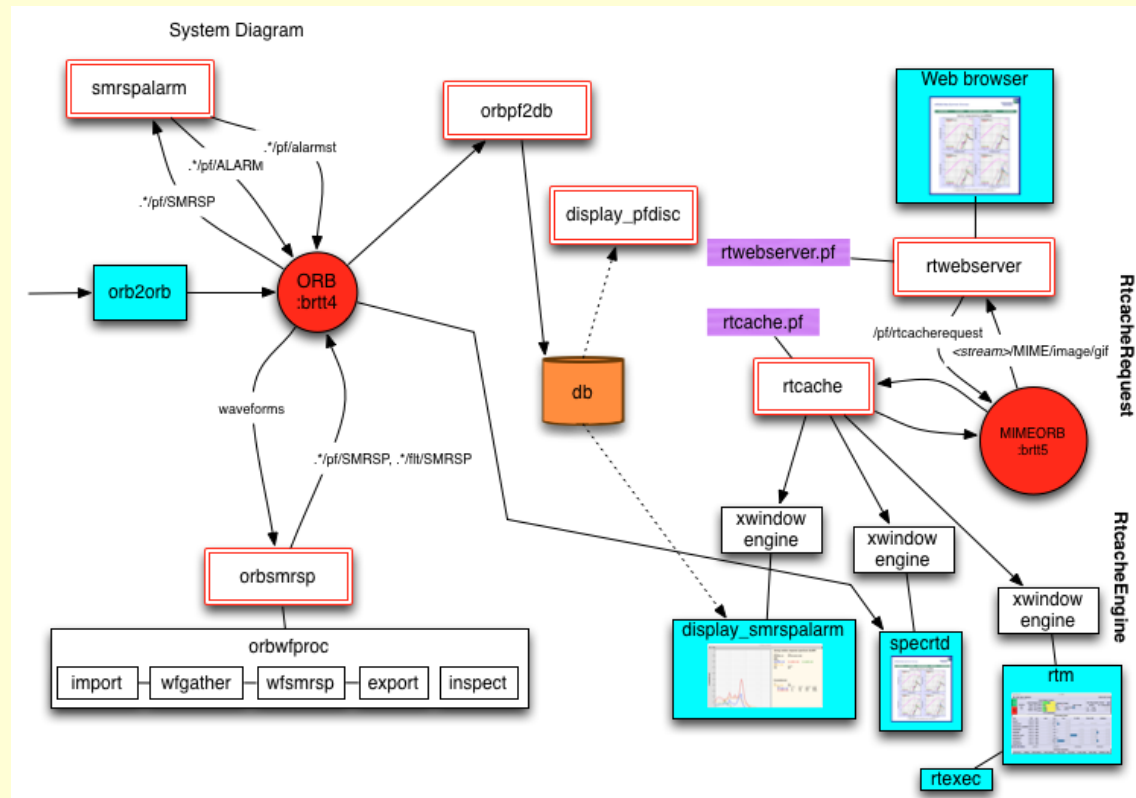 System Diagram
smrspalarm
orbpf2db
Web browser
.*/pf/alarmst
.*/pf/ALARM
.*/pf/SMRSP
display_pfdisc
rtwebserver.pf
rtwebserver
ORB
:brtt4
orb2orb
RtcacheRequest
rtcache.pf
/pf/rtcacherequest
<stream>/MIME/image/gif
rtcache
db
waveforms
MIMEORB
:brtt5
.*/pf/SMRSP, .*/flt/SMRSP
xwindow
engine
xwindow
engine
RtcacheEngine
xwindow
engine
orbsmrsp
orbwfproc
import
wfgather
wfsmrsp
export
inspect
display_smrspalarm
specrtd
rtm
rtexec